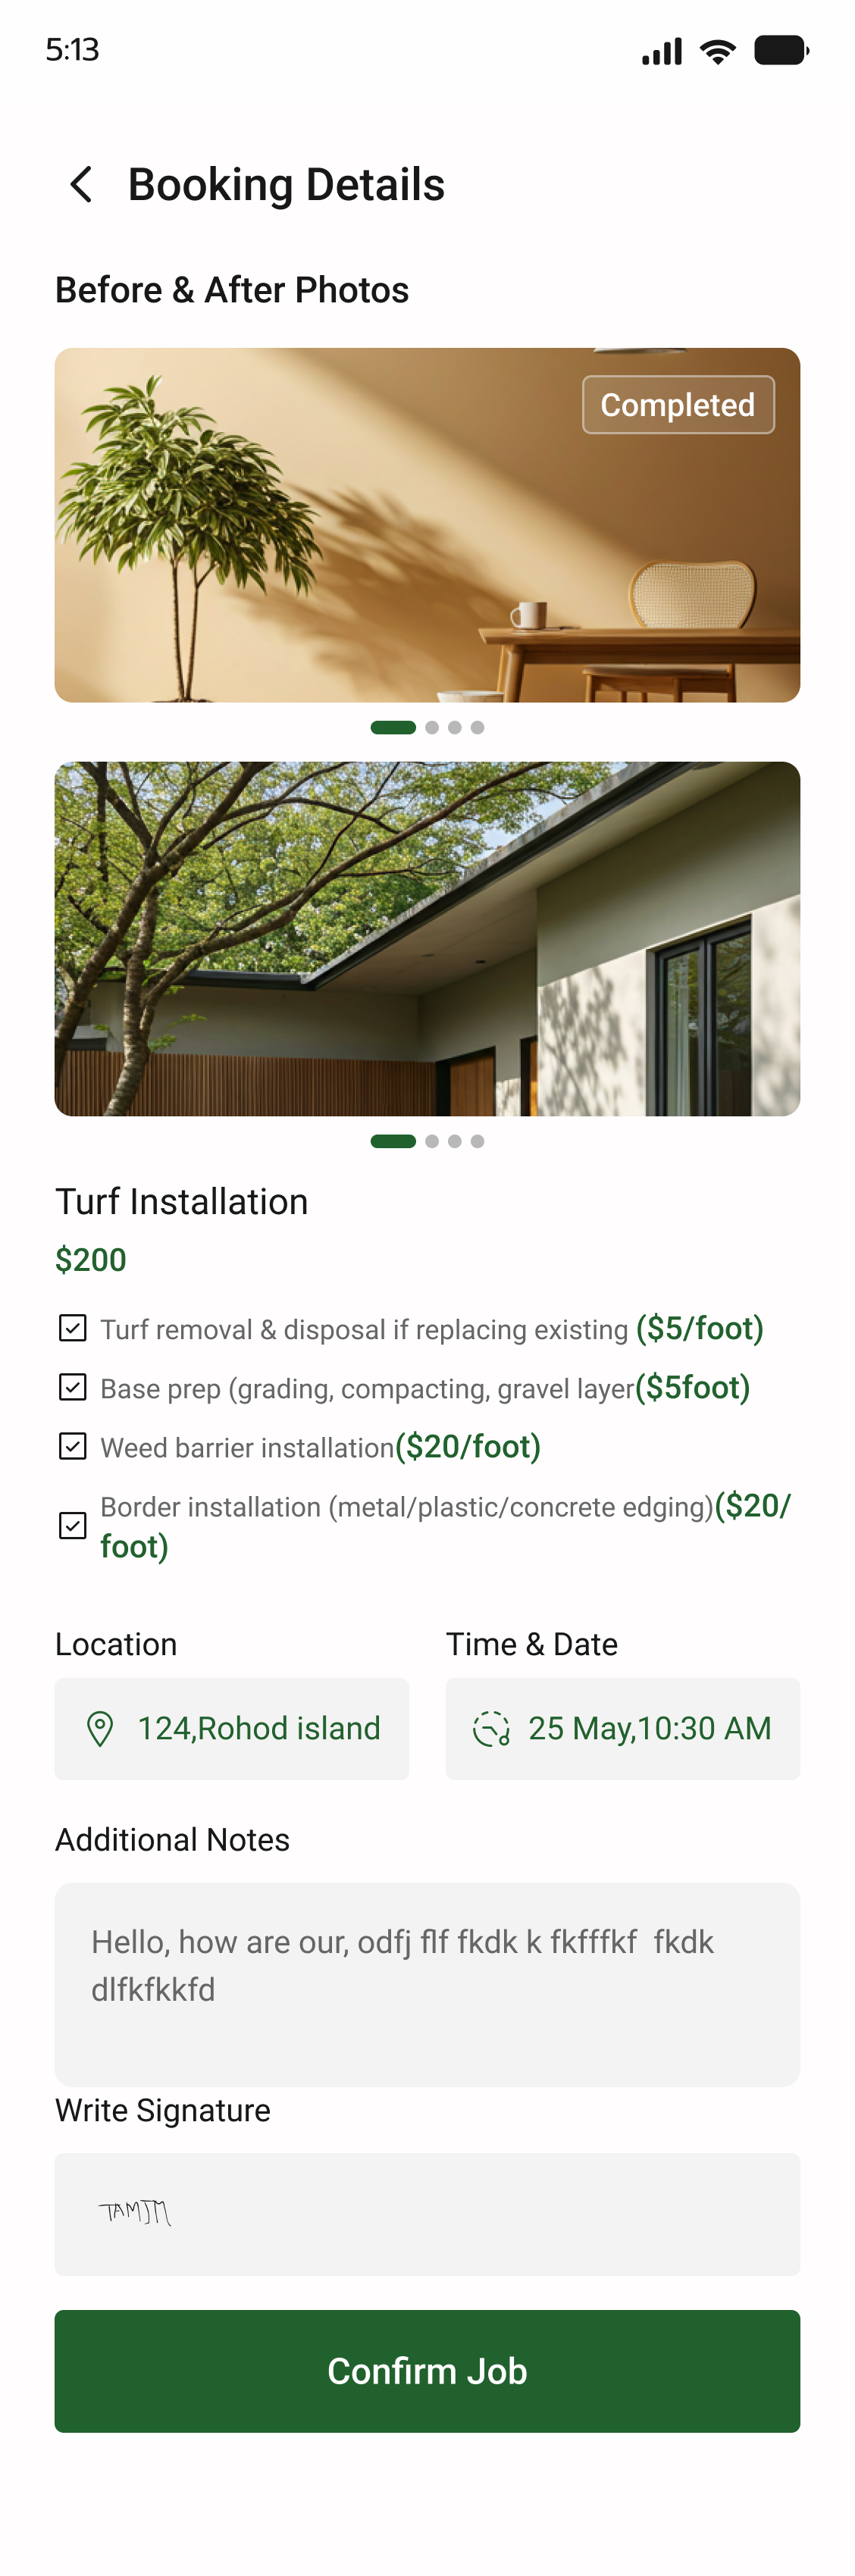 5:13
Booking Details
Before & After Photos
Completed
Turf Installation
$200
Turf removal & disposal if replacing existing ($5/foot)
Base prep (grading, compacting, gravel layer($5foot)
Weed barrier installation($20/foot)
Border installation (metal/plastic/concrete edging)($20/
foot)
Location
Time & Date
124,Rohod island
25 May,10:30 AM
Additional Notes
Hello, how are our, odfj flf fkdk k fkfffkf  fkdk
dlfkfkkfd
Write Signature
TAMIM
Confirm Job